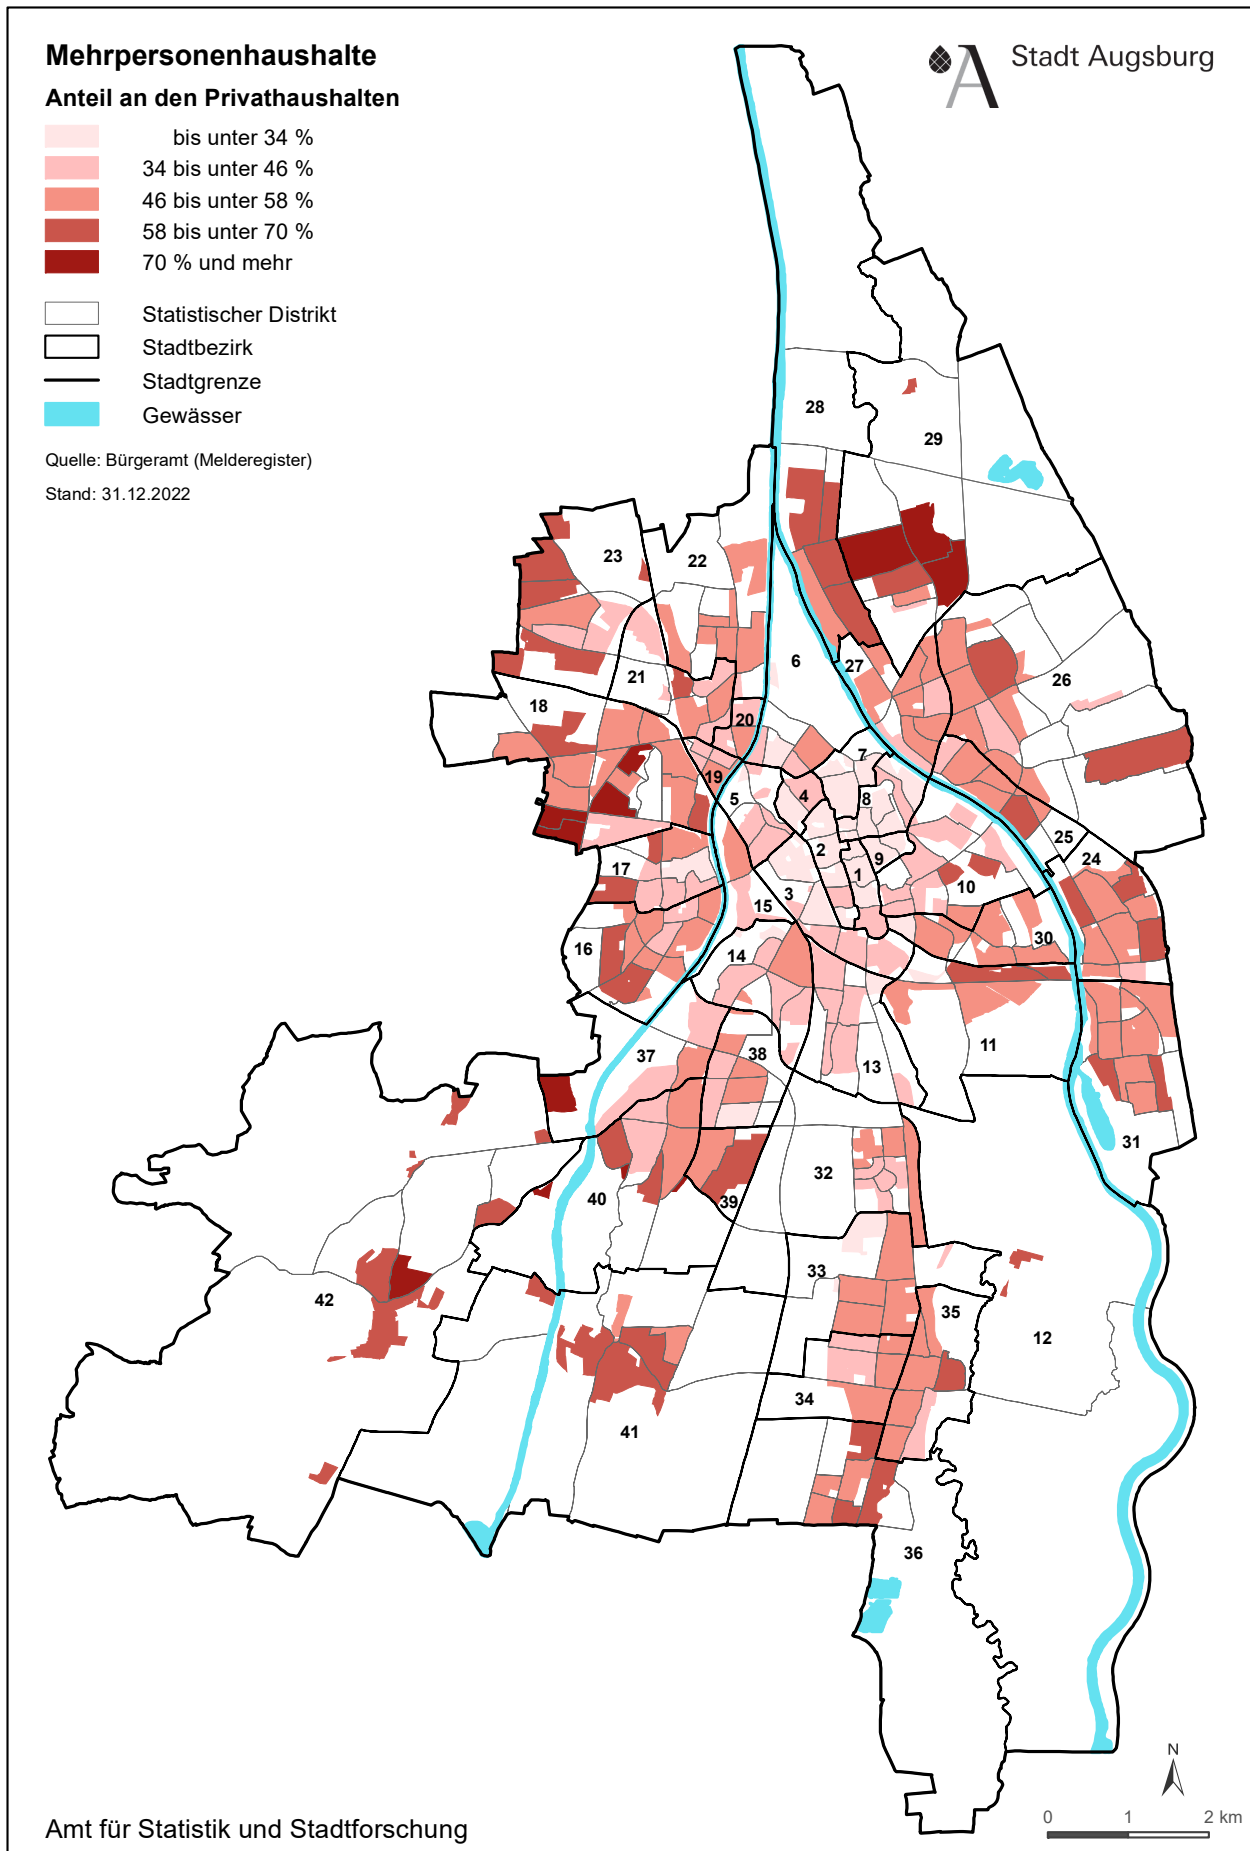 Mehrpersonenhaushalte
Anteil an den Privathaushalten
bis unter 34 %
34 bis unter 46 %
46 bis unter 58 %
58 bis unter 70 %
70 % und mehr
Statistischer Distrikt
Stadtbezirk
Stadtgrenze
Gewässer
Quelle: Bürgeramt (Melderegister)
Stand: 31.12.2022
A Stadt Augsburg
28
29
23
22
6
27
21
26
18
20
7
19
5
4
8
25
2
9
24
17
1
10
3
15
30
16
14
11
37
38
13
31
32
40
39
33
42
35
12
34
41
36
N
0 1 2 km
Amt für Statistik und Stadtforschung